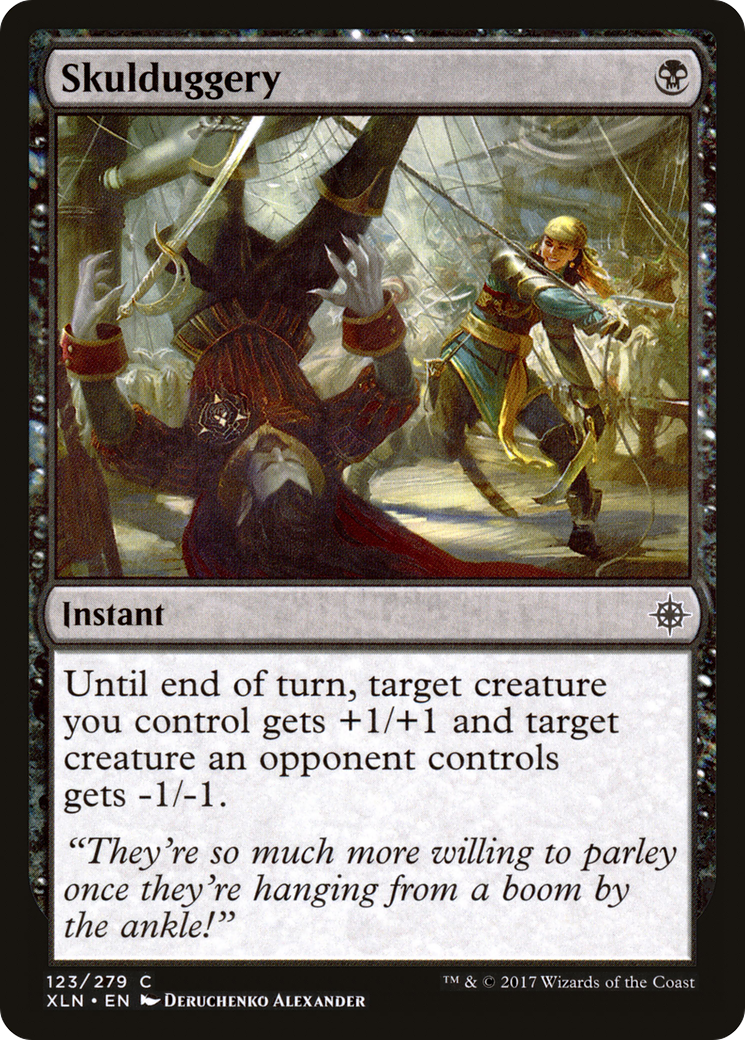 Skulduggery
Instant
Until end of turn, target creature
you control gets +1/+1 and target
creature an opponent controls
gets -1/-1.
“They’re so much more willing to parley
once they’re hanging from a boom by
the ankle!”
123/279 C
XLN • EN Deruchenko Alexander
™ & © 2017 Wizards of the Coast